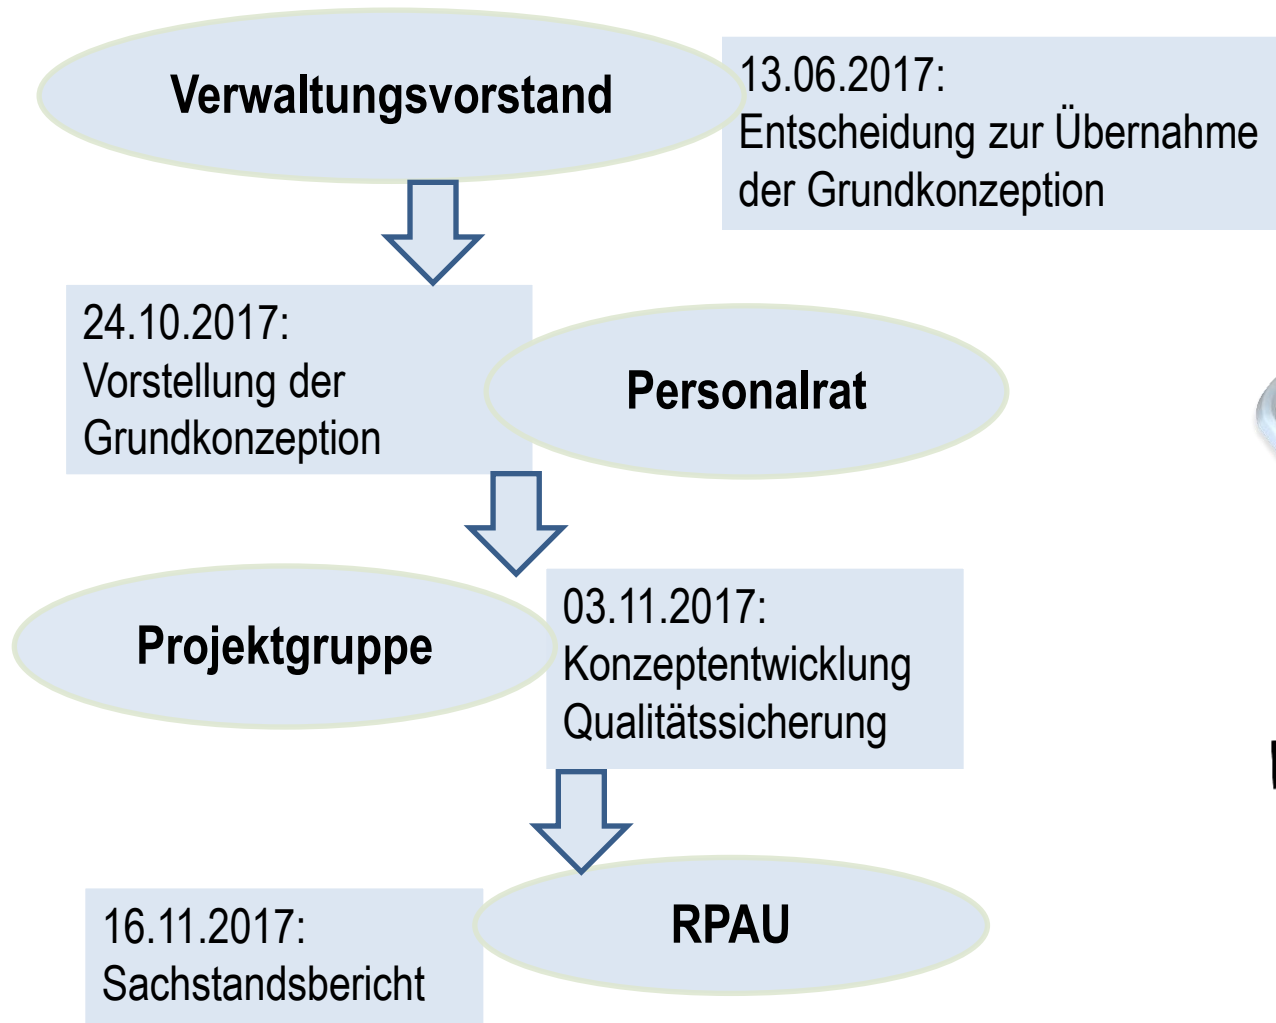 Verwaltungsvorstand
13.06.2017:
Entscheidung zur Übernahme
der Grundkonzeption
24.10.2017:
Vorstellung der
Grundkonzeption
Personalrat
Projektgruppe
03.11.2017:
Konzeptentwicklung
Qualitätssicherung
16.11.2017:
Sachstandsbericht
RPAU